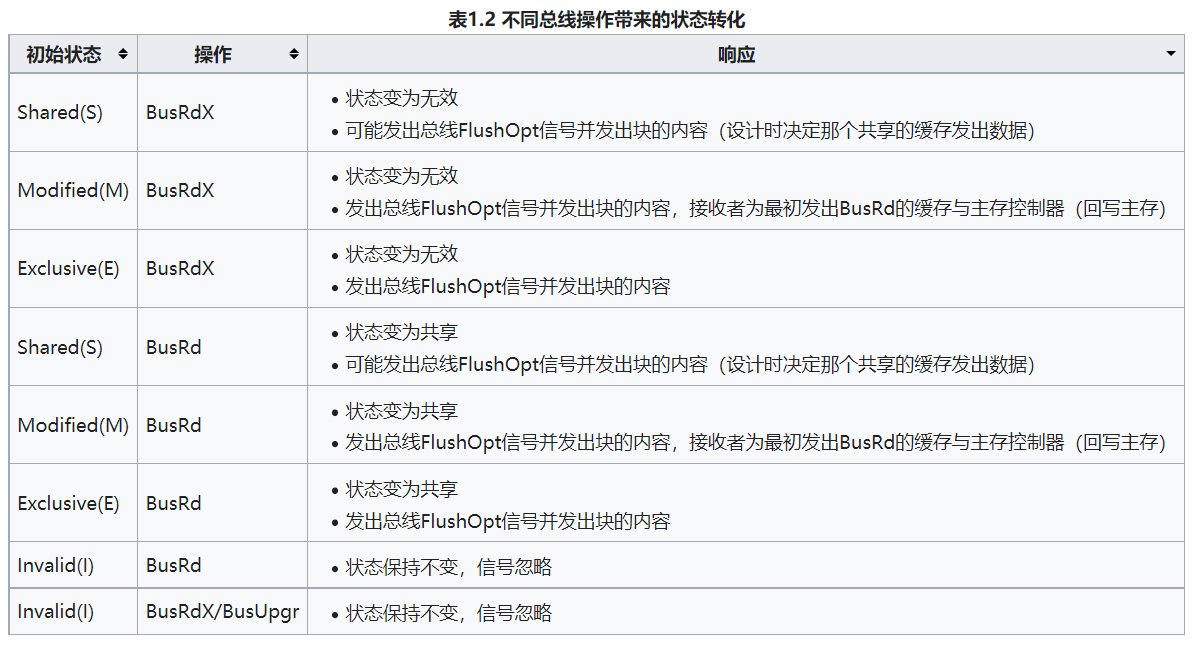 表1.2 不同总线操作带来的状态转化
初始状态 操作 响应
Shared(S) BusRdX
• 状态变为无效
• 可能发出总线FlushOpt信号并发出块的内容（设计时决定那个共享的缓存发出数据）
Modified(M) BusRdX
• 状态变为无效
• 发出总线FlushOpt信号并发出块的内容，接收者为最初发出BusRd的缓存与主存控制器（回写主存）
Exclusive(E) BusRdX
• 状态变为无效
• 发出总线FlushOpt信号并发出块的内容
Shared(S) BusRd
• 状态变为共享
• 可能发出总线FlushOpt信号并发出块的内容（设计时决定那个共享的缓存发出数据）
Modified(M) BusRd
• 状态变为共享
• 发出总线FlushOpt信号并发出块的内容，接收者为最初发出BusRd的缓存与主存控制器（回写主存）
Exclusive(E) BusRd
• 状态变为共享
• 发出总线FlushOpt信号并发出块的内容
Invalid(I) BusRd • 状态保持不变，信号忽略
Invalid(I) BusRdX/BusUpgr • 状态保持不变，信号忽略